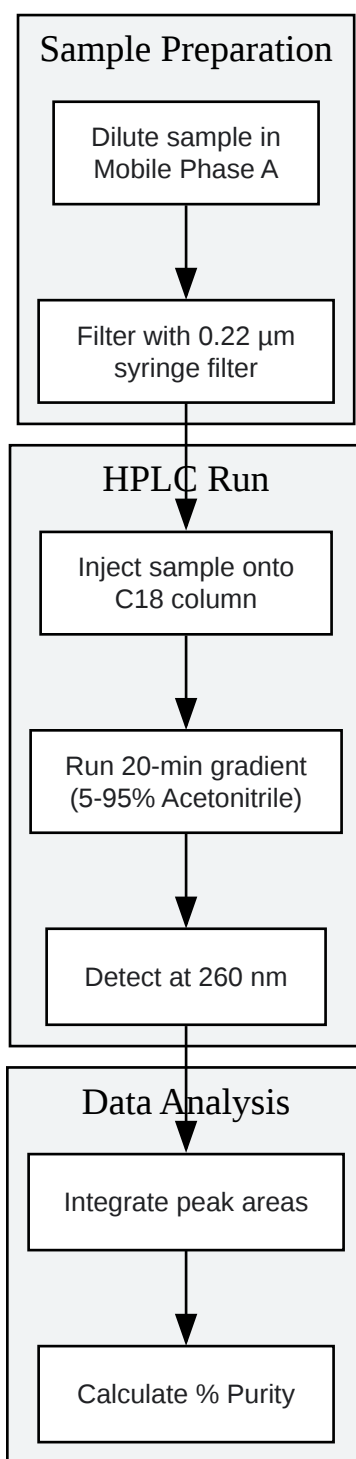 Sample Preparation
Dilute sample in
Mobile Phase A
Filter with 0.22 µm
syringe filter
HPLC Run
Inject sample onto
C18 column
Run 20-min gradient
(5-95% Acetonitrile)
Detect at 260 nm
Data Analysis
Integrate peak areas
Calculate % Purity